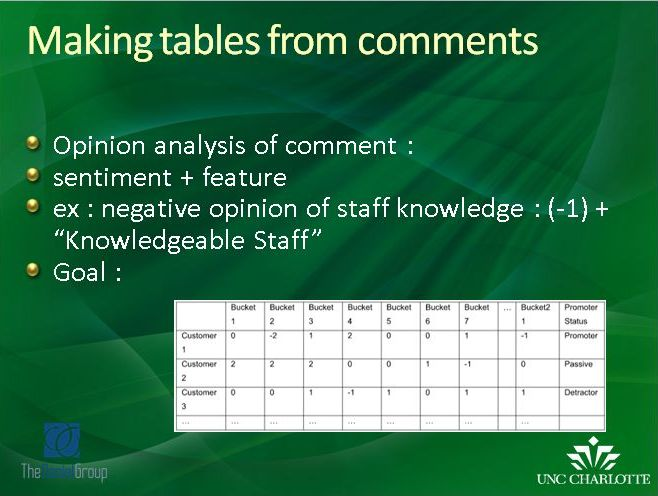 Making tables from comments
Opinion analysis of comment :
sentiment + feature
ex : negative opinion of staff knowledge : (-1) +
“Knowledgeable Staff”
Goal :
Bucket 1 Bucket 2 Bucket 3 Bucket 4 Bucket 5 Bucket 6 Bucket 7 ... Bucket2 1 Promoter Status
Customer 1 0 -2 1 2 0 0 1 -1 Promoter
Customer 2 2 2 2 0 0 1 -1 0 Passive
Customer 3 0 0 1 -1 1 0 1 1 Detractor
... ... ... ... ... ... ... ... ... ...
The Group
UNC CHARLOTTE